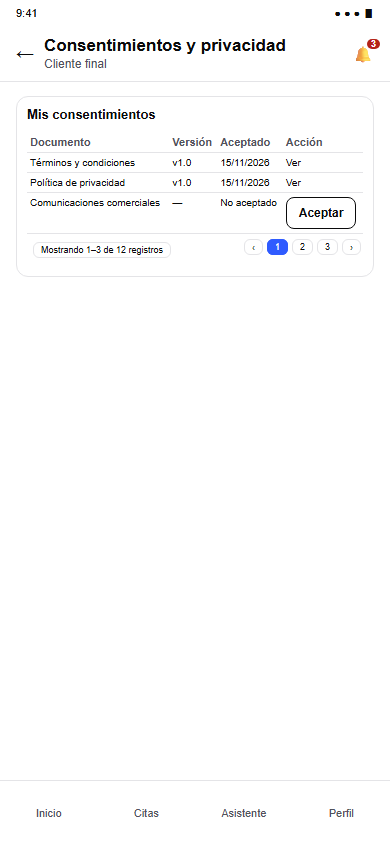 9:41
Consentimientos y privacidad
3
Cliente final
Mis consentimientos
Documento Versión Aceptado Acción
Términos y condiciones v1.0 15/11/2026 Ver
Política de privacidad v1.0 15/11/2026 Ver
Comunicaciones comerciales — No aceptado Aceptar
Mostrando 1–3 de 12 registros ‹ 1 2 3 ›
Inicio Citas Asistente Perfil